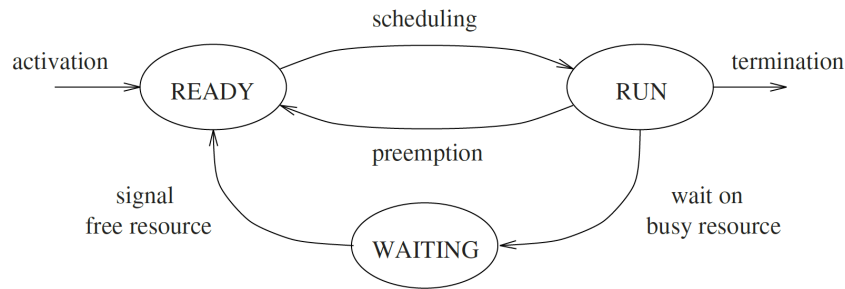 scheduling
activation
termination
READY
RUN
preemption
signal
free resource
wait on
busy resource
WAITING